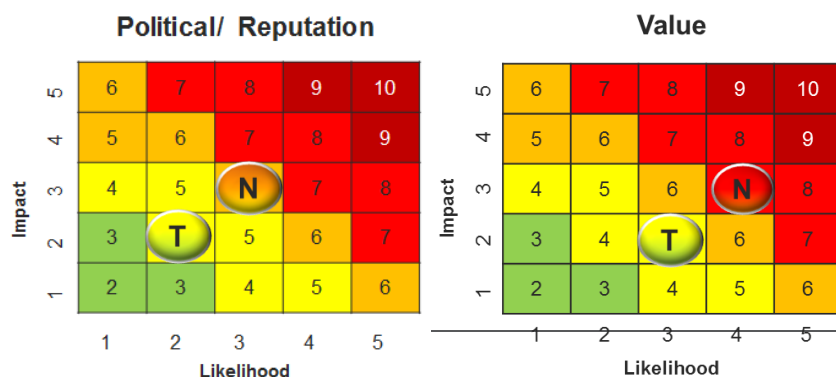 Political/ Reputation
Impact
5 6 7 8 9 10
4 5 6 7 8 9
3 4 5 N 7 8
2 3 T 5 6 7
1 2 3 4 5 6
1 2 3 4 5
Likelihood
Value
Impact
5 6 7 8 9 10
4 5 6 7 8 9
3 4 5 6 N 8
2 3 4 T 6 7
1 2 3 4 5 6
1 2 3 4 5
Likelihood